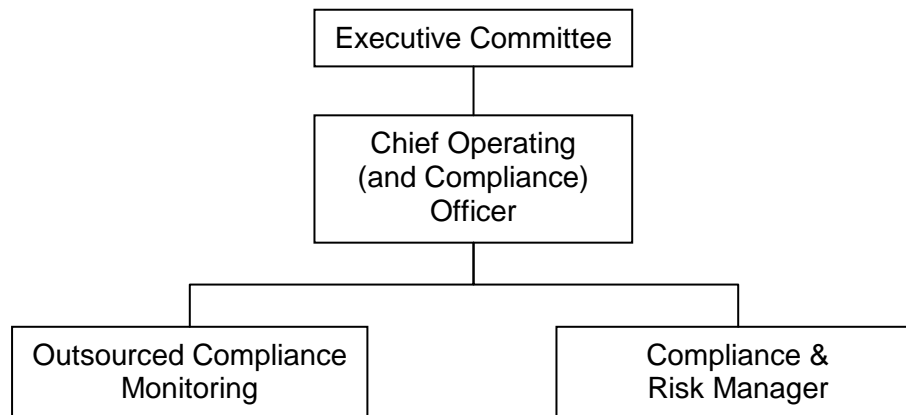 Executive Committee
Chief Operating
(and Compliance)
Officer
Outsourced Compliance
Monitoring
Compliance &
Risk Manager